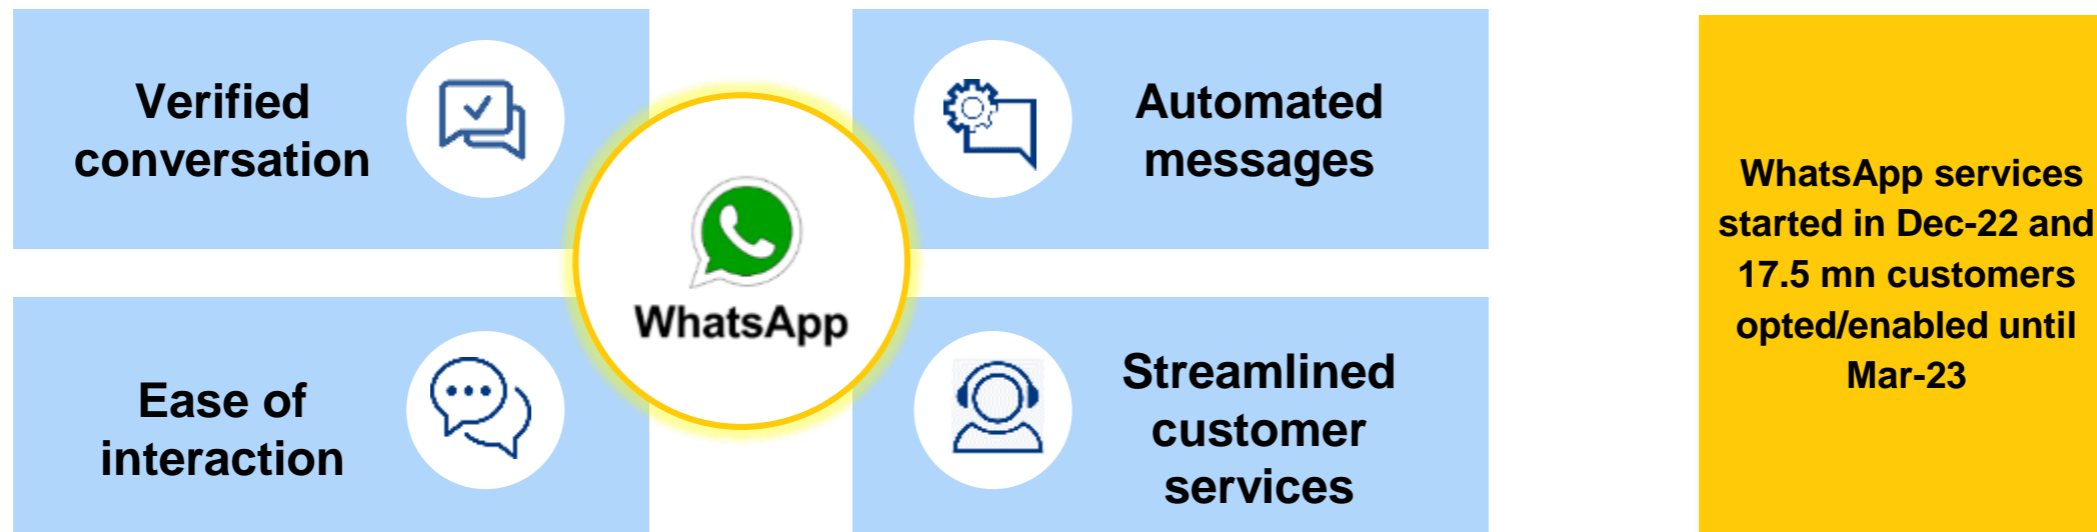 Verified
conversation
Automated
messages
WhatsApp
Ease of
interaction
Streamlined
customer
services
WhatsApp services
started in Dec-22 and
17.5 mn customers
opted/enabled until
Mar-23